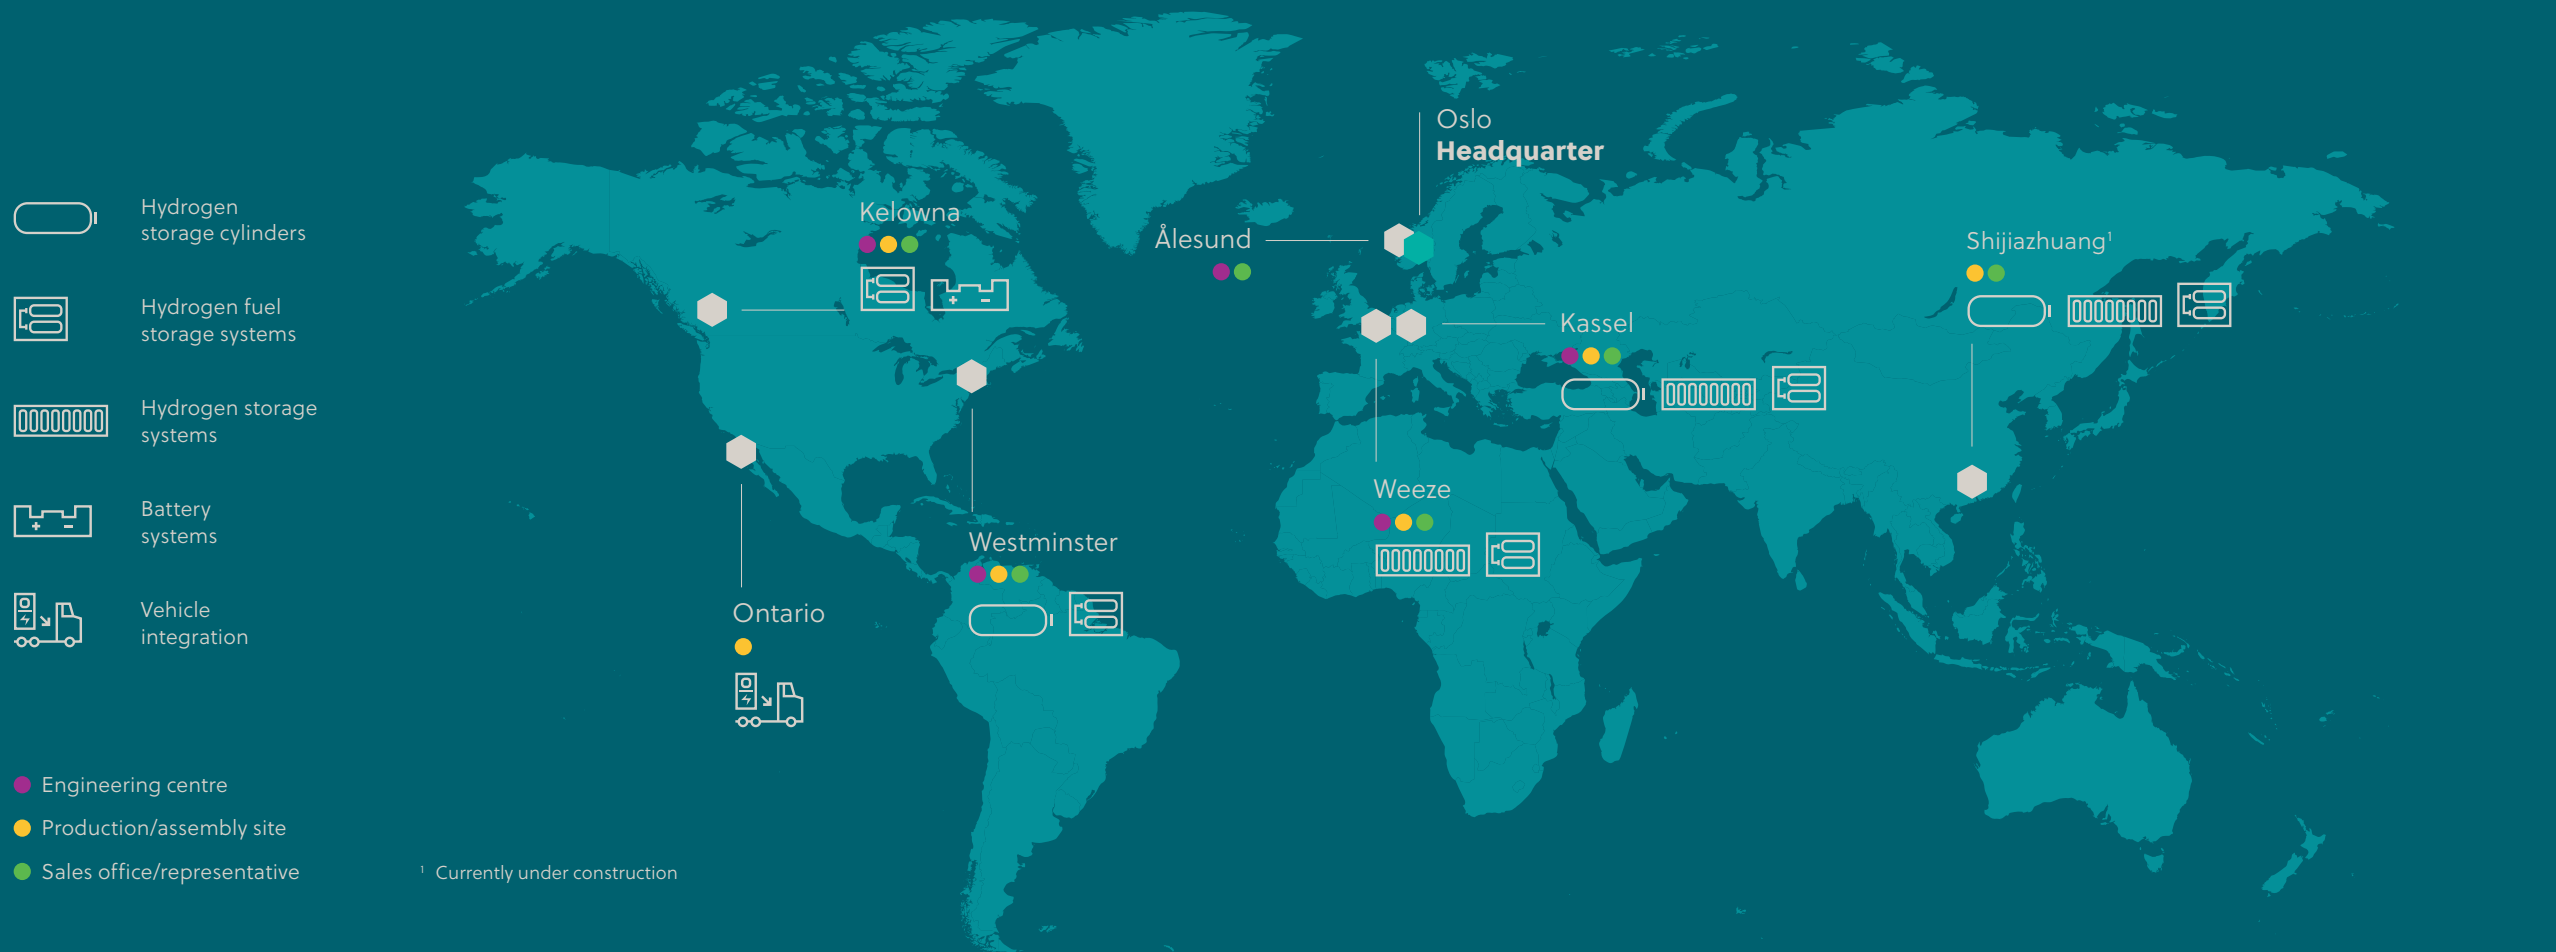 Hydrogen
storage cylinders
Hydrogen fuel
storage systems
Hydrogen storage
systems
Battery
systems
Vehicle
integration
Engineering centre
Production/assembly site
Sales office/representative
¹ Currently under construction
Kelowna
Ontario
Westminster
Ålesund
Oslo
Headquarter
Kassel
Weeze
Shijiazhuang¹